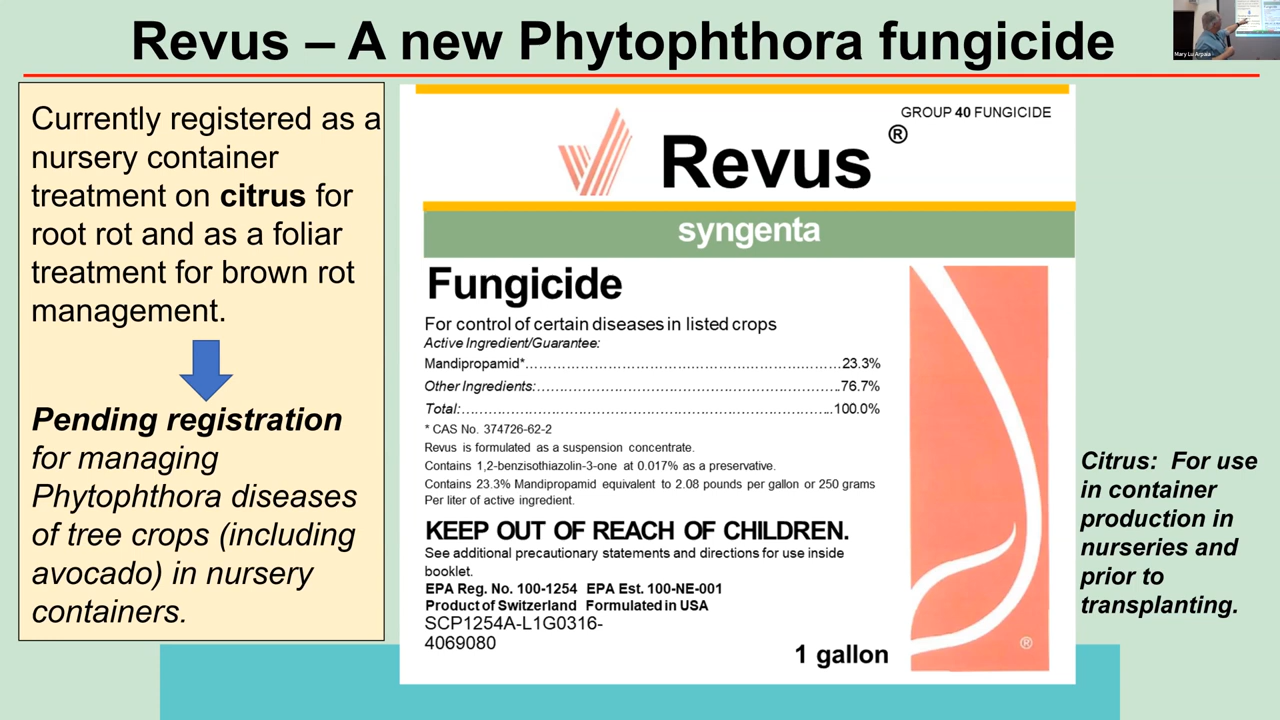 Revus – A new Phytophthora fungicide
Mary Lu Arpaia
Currently registered as a
nursery container
treatment on citrus for
root rot and as a foliar
treatment for brown rot
management.
Pending registration
for managing
Phytophthora diseases
of tree crops (including
avocado) in nursery
containers.
GROUP 40 FUNGICIDE
Revus®
syngenta
Fungicide
For control of certain diseases in listed crops
Active Ingredient/Guarantee:
Mandipropamid*...23.3%
Other Ingredients:...76.7%
Total:...100.0%
* CAS No. 374726-62-2
Revus is formulated as a suspension concentrate.
Contains 1,2-benzisothiazolin-3-one at 0.017% as a preservative.
Contains 23.3% Mandipropamid equivalent to 2.08 pounds per gallon or 250 grams
Per liter of active ingredient.
KEEP OUT OF REACH OF CHILDREN.
See additional precautionary statements and directions for use inside
booklet.
EPA Reg. No. 100-1254 EPA Est. 100-NE-001
Product of Switzerland Formulated in USA
SCP1254A-L1G0316-
4069080
1 gallon
®
Citrus: For use
in container
production in
nurseries and
prior to
transplanting.